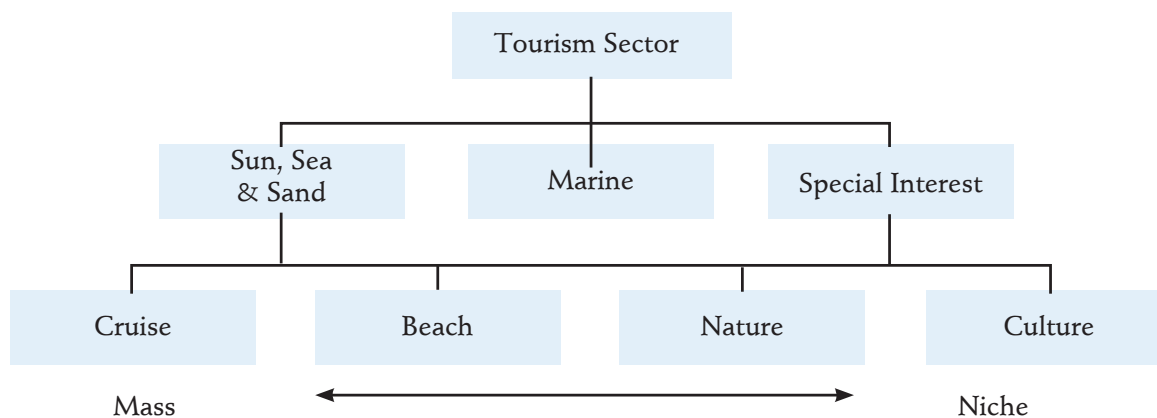 Tourism Sector
Sun, Sea
& Sand
Marine
Special Interest
Cruise
Beach
Nature
Culture
Mass
Niche